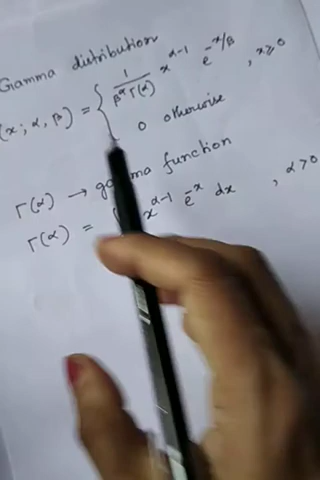 Gamma distribution
(x; α, β) = { 1/(β^α Γ(α)) x^(α-1) e^(-x/β) , x ≥ 0
0 otherwise
Γ(α) → gamma function
Γ(α) = x^(α-1) e^(-x) dx , α > 0